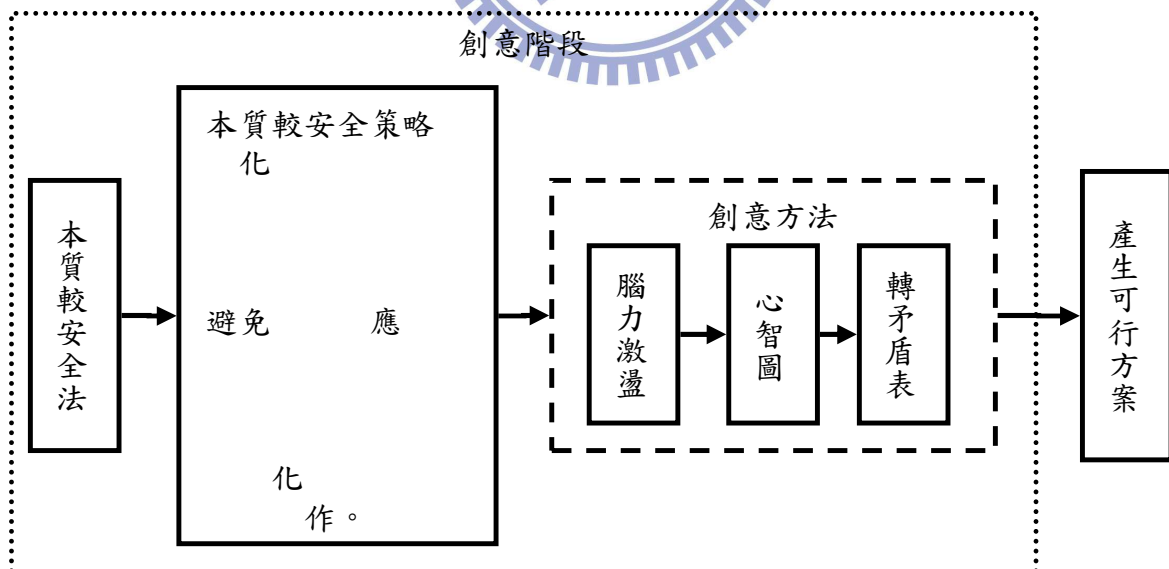 創意階段
本質較安全法
本質較安全策略
化
避免 應
化
作。
創意方法
腦力激盪
心智圖
轉矛盾表
產生可行方案